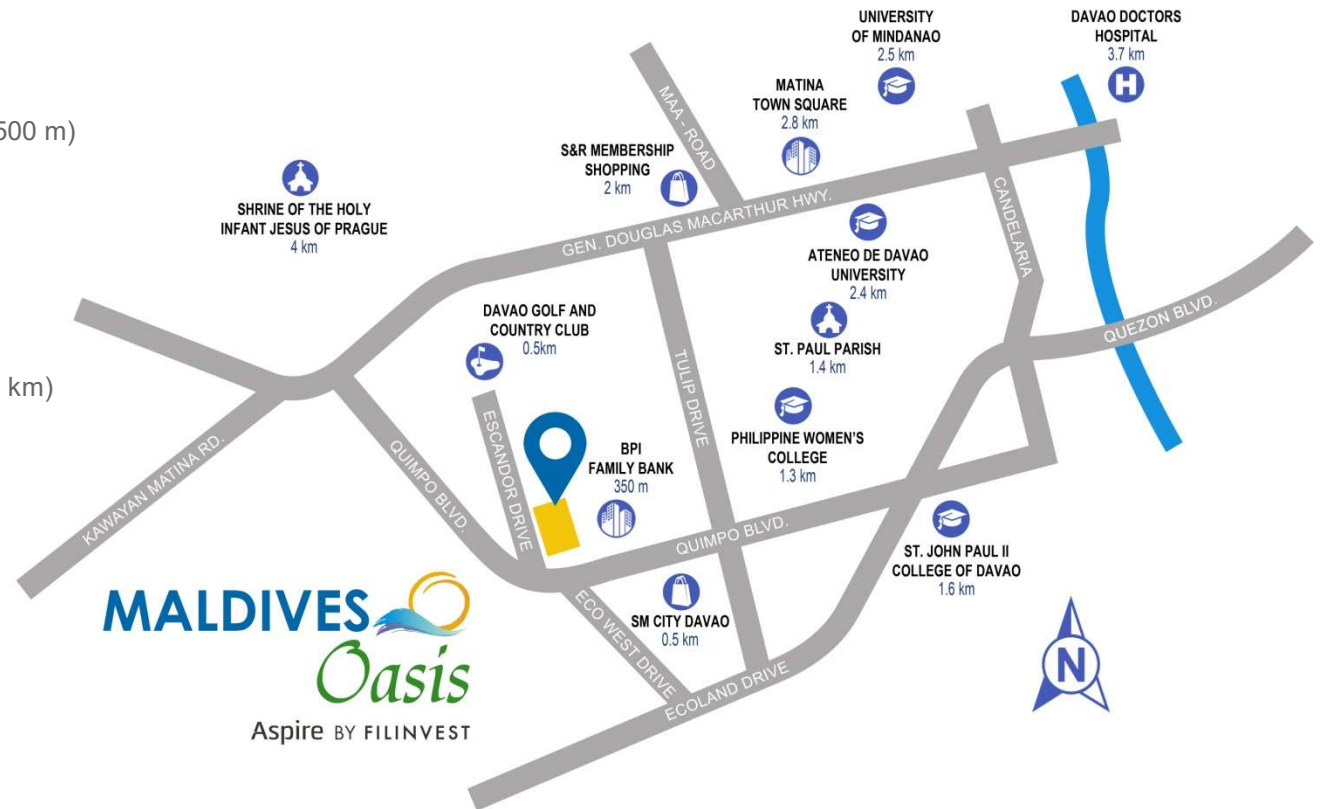 500 m)
km)
UNIVERSITY
OF MINDANAO
2.5 km
DAVAO DOCTORS
HOSPITAL
3.7 km
H
MATINA
TOWN SQUARE
2.8 km
MAA - ROAD
S&R MEMBERSHIP
SHOPPING
2 km
SHRINE OF THE HOLY
INFANT JESUS OF PRAGUE
4 km
GEN. DOUGLAS MACARTHUR HWY.
CANDELARIA
ATENEO DE DAVAO
UNIVERSITY
2.4 km
DAVAO GOLF AND
COUNTRY CLUB
0.5km
ST. PAUL PARISH
1.4 km
QUEZON BLVD.
TULIP DRIVE
ESCANDOR DRIVE
PHILIPPINE WOMEN'S
COLLEGE
1.3 km
BPI
FAMILY BANK
350 m
KAWAYAN MATINA RD.
QUIMPO BLVD.
QUIMPO BLVD.
ST. JOHN PAUL II
COLLEGE OF DAVAO
1.6 km
SM CITY DAVAO
0.5 km
ECO WEST DRIVE
ECOLAND DRIVE
MALDIVES
Oasis
Aspire BY FILINVEST
N